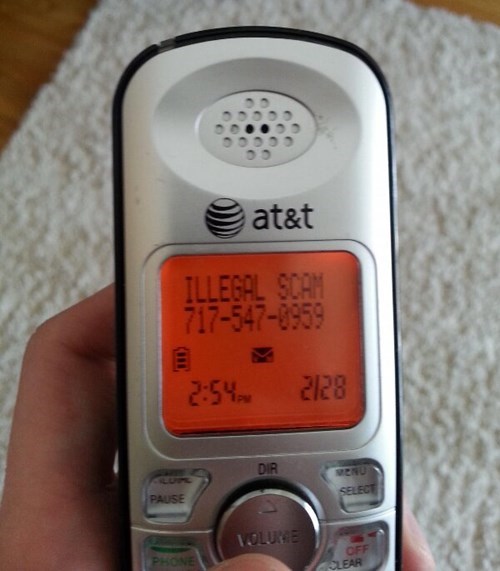 at&t
ILLEGAL SCAM
717-547-0959
2:54PM 2/28
DIR
MENU
SELECT
PAUSE
VOLUME
PHONE
OFF
CLEAR